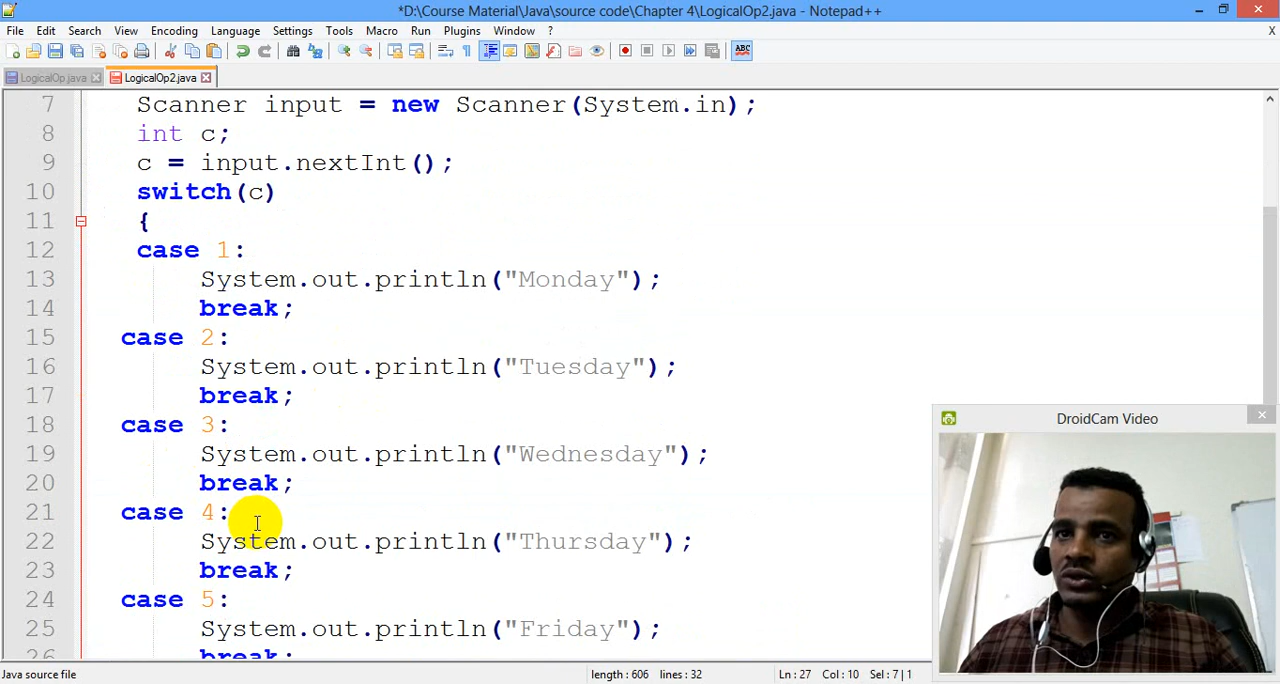 *D:\Course Material\Java\source code\Chapter 4\LogicalOp2.java - Notepad++
File Edit Search View Encoding Language Settings Tools Macro Run Plugins Window ?
X
LogicalOp.java LogicalOp2.java
ABC
7 Scanner input = new Scanner(System.in);
8 int c;
9 c = input.nextInt();
10 switch(c)
11 {
12 case 1:
13 System.out.println("Monday");
14 break;
15 case 2:
16 System.out.println("Tuesday");
17 break;
18 case 3:
19 System.out.println("Wednesday");
20 break;
21 case 4:
22 System.out.println("Thursday");
23 break;
24 case 5:
25 System.out.println("Friday");
26 break;
DroidCam Video
Java source file length : 606 lines : 32 Ln : 27 Col : 10 Sel : 7 | 1